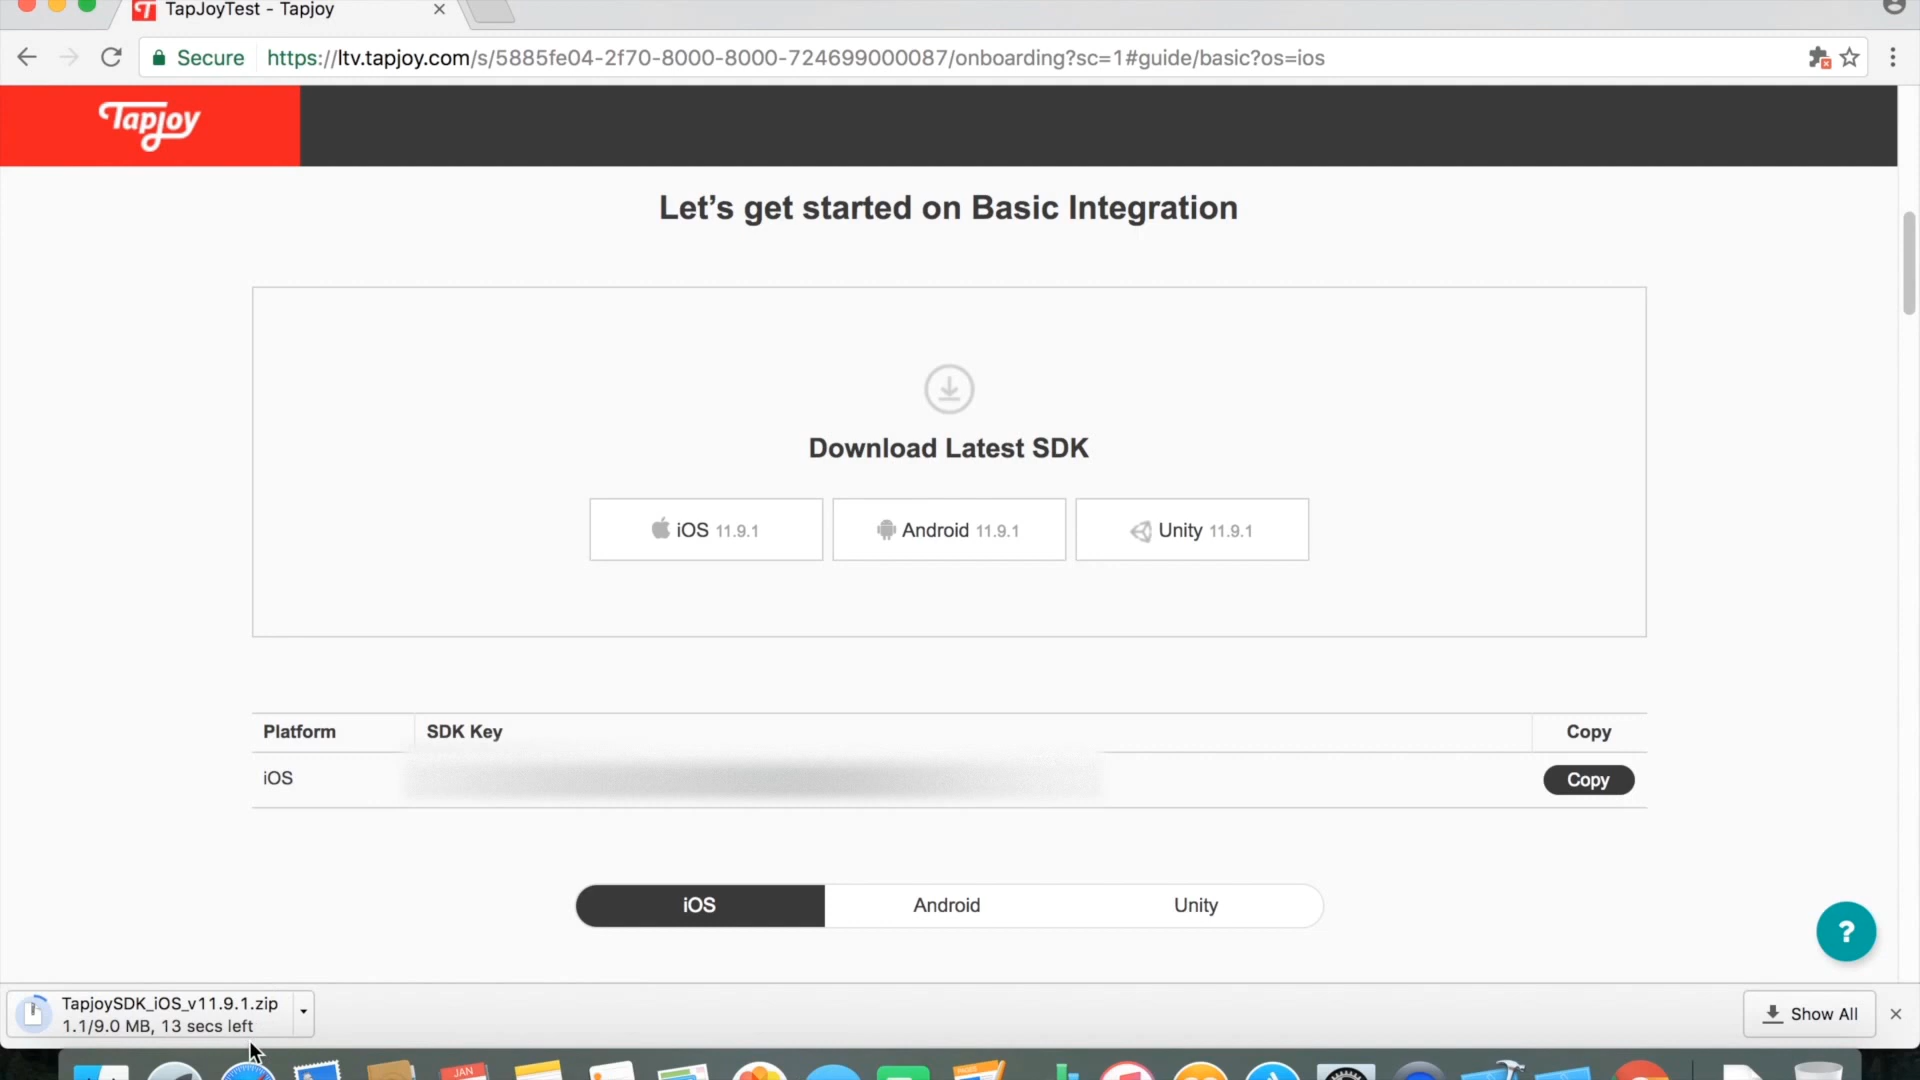 TapJoyTest - Tapjoy
Secure https://ltv.tapjoy.com/s/5885fe04-2f70-8000-8000-724699000087/onboarding?sc=1#guide/basic?os=ios
Tapjoy
Let's get started on Basic Integration
Download Latest SDK
iOS 11.9.1
Android 11.9.1
Unity 11.9.1
Platform SDK Key Copy
iOS Copy
iOS Android Unity
?
TapjoySDK_iOS_v11.9.1.zip
1.1/9.0 MB, 13 secs left
Show All
JAN